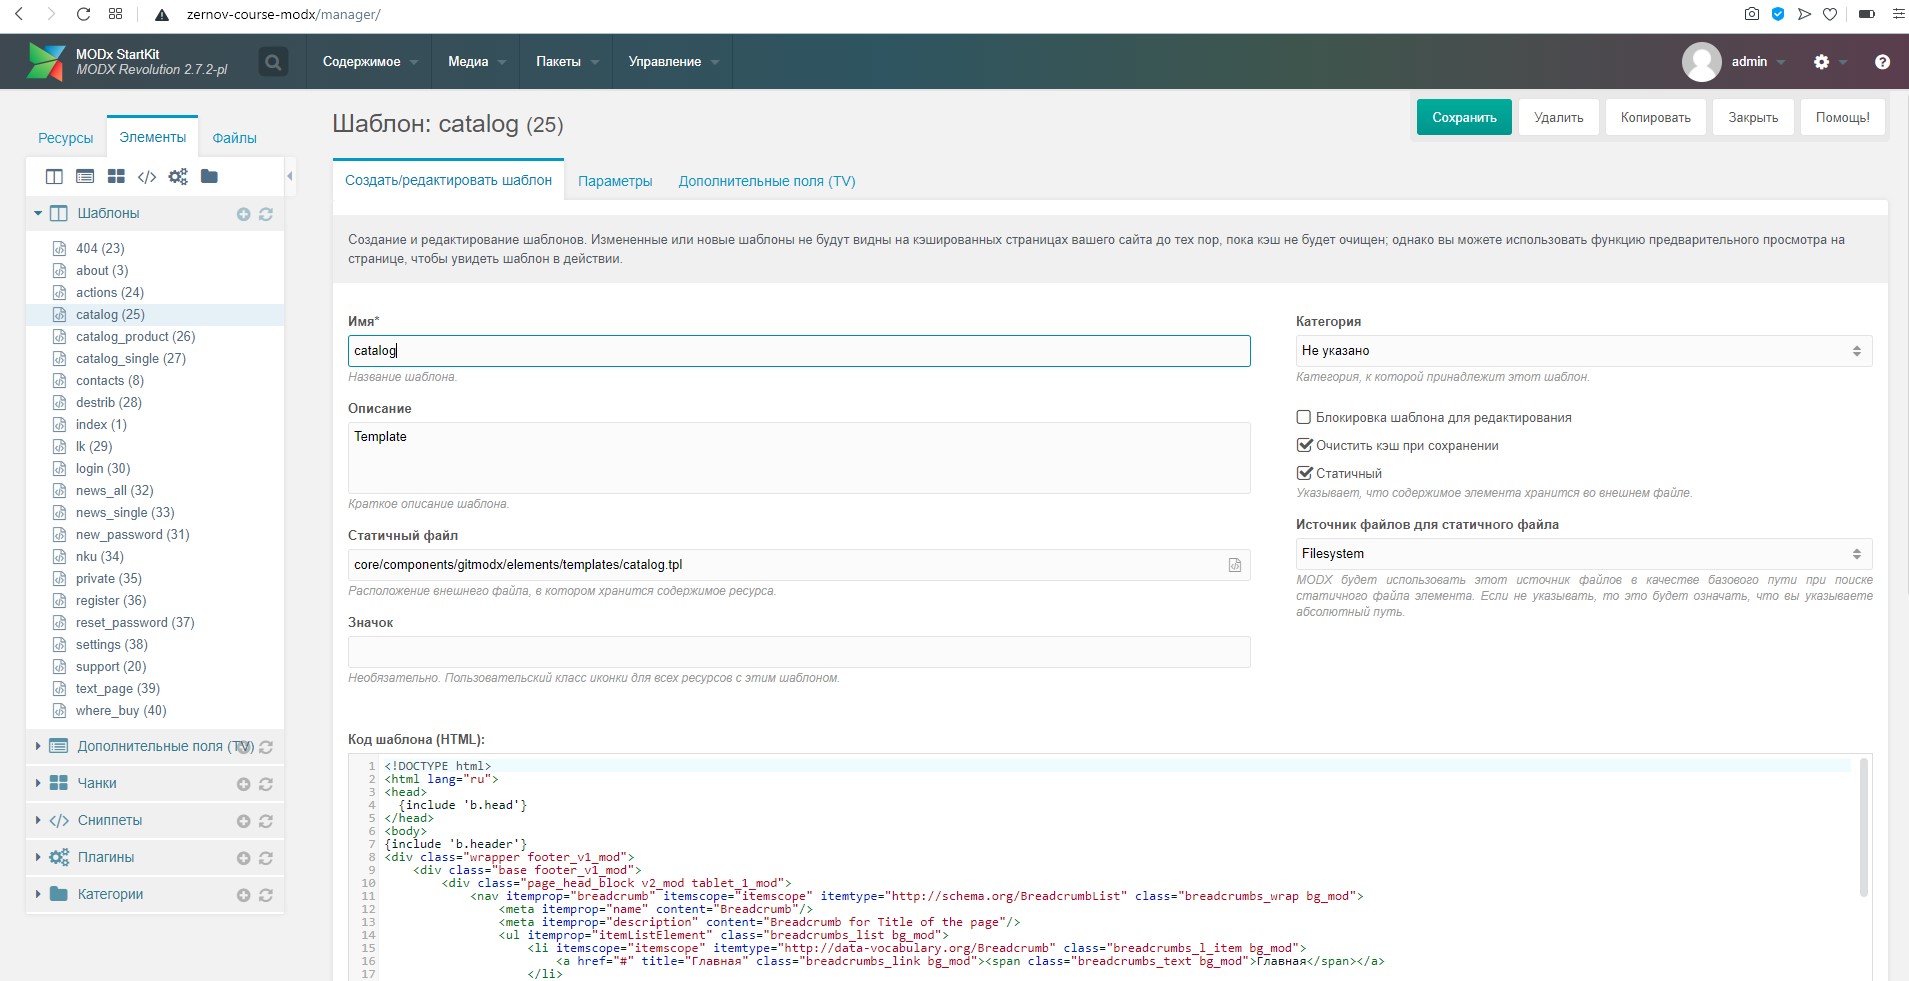 zernov-course-modx/manager/
MODx StartKit
MODX Revolution 2.7.2-pl
Содержимое
Медиа
Пакеты
Управление
admin
Ресурсы
Элементы
Файлы
Шаблоны
404 (23)
about (3)
actions (24)
catalog (25)
catalog_product (26)
catalog_single (27)
contacts (8)
destrib (28)
index (1)
lk (29)
login (30)
news_all (32)
news_single (33)
new_password (31)
nku (34)
private (35)
register (36)
reset_password (37)
settings (38)
support (20)
text_page (39)
where_buy (40)
Дополнительные поля (TV)
Чанки
Сниппеты
Плагины
Категории
Шаблон: catalog (25)
Сохранить
Удалить
Копировать
Закрыть
Помощь!
Создать/редактировать шаблон
Параметры
Дополнительные поля (TV)
Создание и редактирование шаблонов. Измененные или новые шаблоны не будут видны на кэшированных страницах вашего сайта до тех пор, пока кэш не будет очищен; однако вы можете использовать функцию предварительного просмотра на
странице, чтобы увидеть шаблон в действии.
Имя*
catalog
Название шаблона.
Описание
Template
Краткое описание шаблона.
Статичный файл
core/components/gitmodx/elements/templates/catalog.tpl
Расположение внешнего файла, в котором хранится содержимое ресурса.
Значок
Необязательно. Пользовательский класс иконки для всех ресурсов с этим шаблоном.
Категория
Не указано
Категория, к которой принадлежит этот шаблон.
Блокировка шаблона для редактирования
Очистить кэш при сохранении
Статичный
Указывает, что содержимое элемента хранится во внешнем файле.
Источник файлов для статичного файла
Filesystem
MODX будет использовать этот источник файлов в качестве базового пути при поиске
статичного файла элемента. Если не указывать, то это будет означать, что вы указываете
абсолютный путь.
Код шаблона (HTML):
1 <!DOCTYPE html>
2 <html lang="ru">
3 <head>
4 {include 'b.head'}
5 </head>
6 <body>
7 {include 'b.header'}
8 <div class="wrapper footer_v1_mod">
9 <div class="base footer_v1_mod">
10 <div class="page_head_block v2_mod tablet_1_mod">
11 <nav itemprop="breadcrumb" itemscope="itemscope" itemtype="http://schema.org/BreadcrumbList" class="breadcrumbs_wrap bg_mod">
12 <meta itemprop="name" content="Breadcrumb"/>
13 <meta itemprop="description" content="Breadcrumb for Title of the page"/>
14 <ul itemprop="itemListElement" class="breadcrumbs_list bg_mod">
15 <li itemscope="itemscope" itemtype="http://data-vocabulary.org/Breadcrumb" class="breadcrumbs_l_item bg_mod">
16 <a href="#" title="Главная" class="breadcrumbs_link bg_mod"><span class="breadcrumbs_text bg_mod">Главная</span></a>
17 </li>